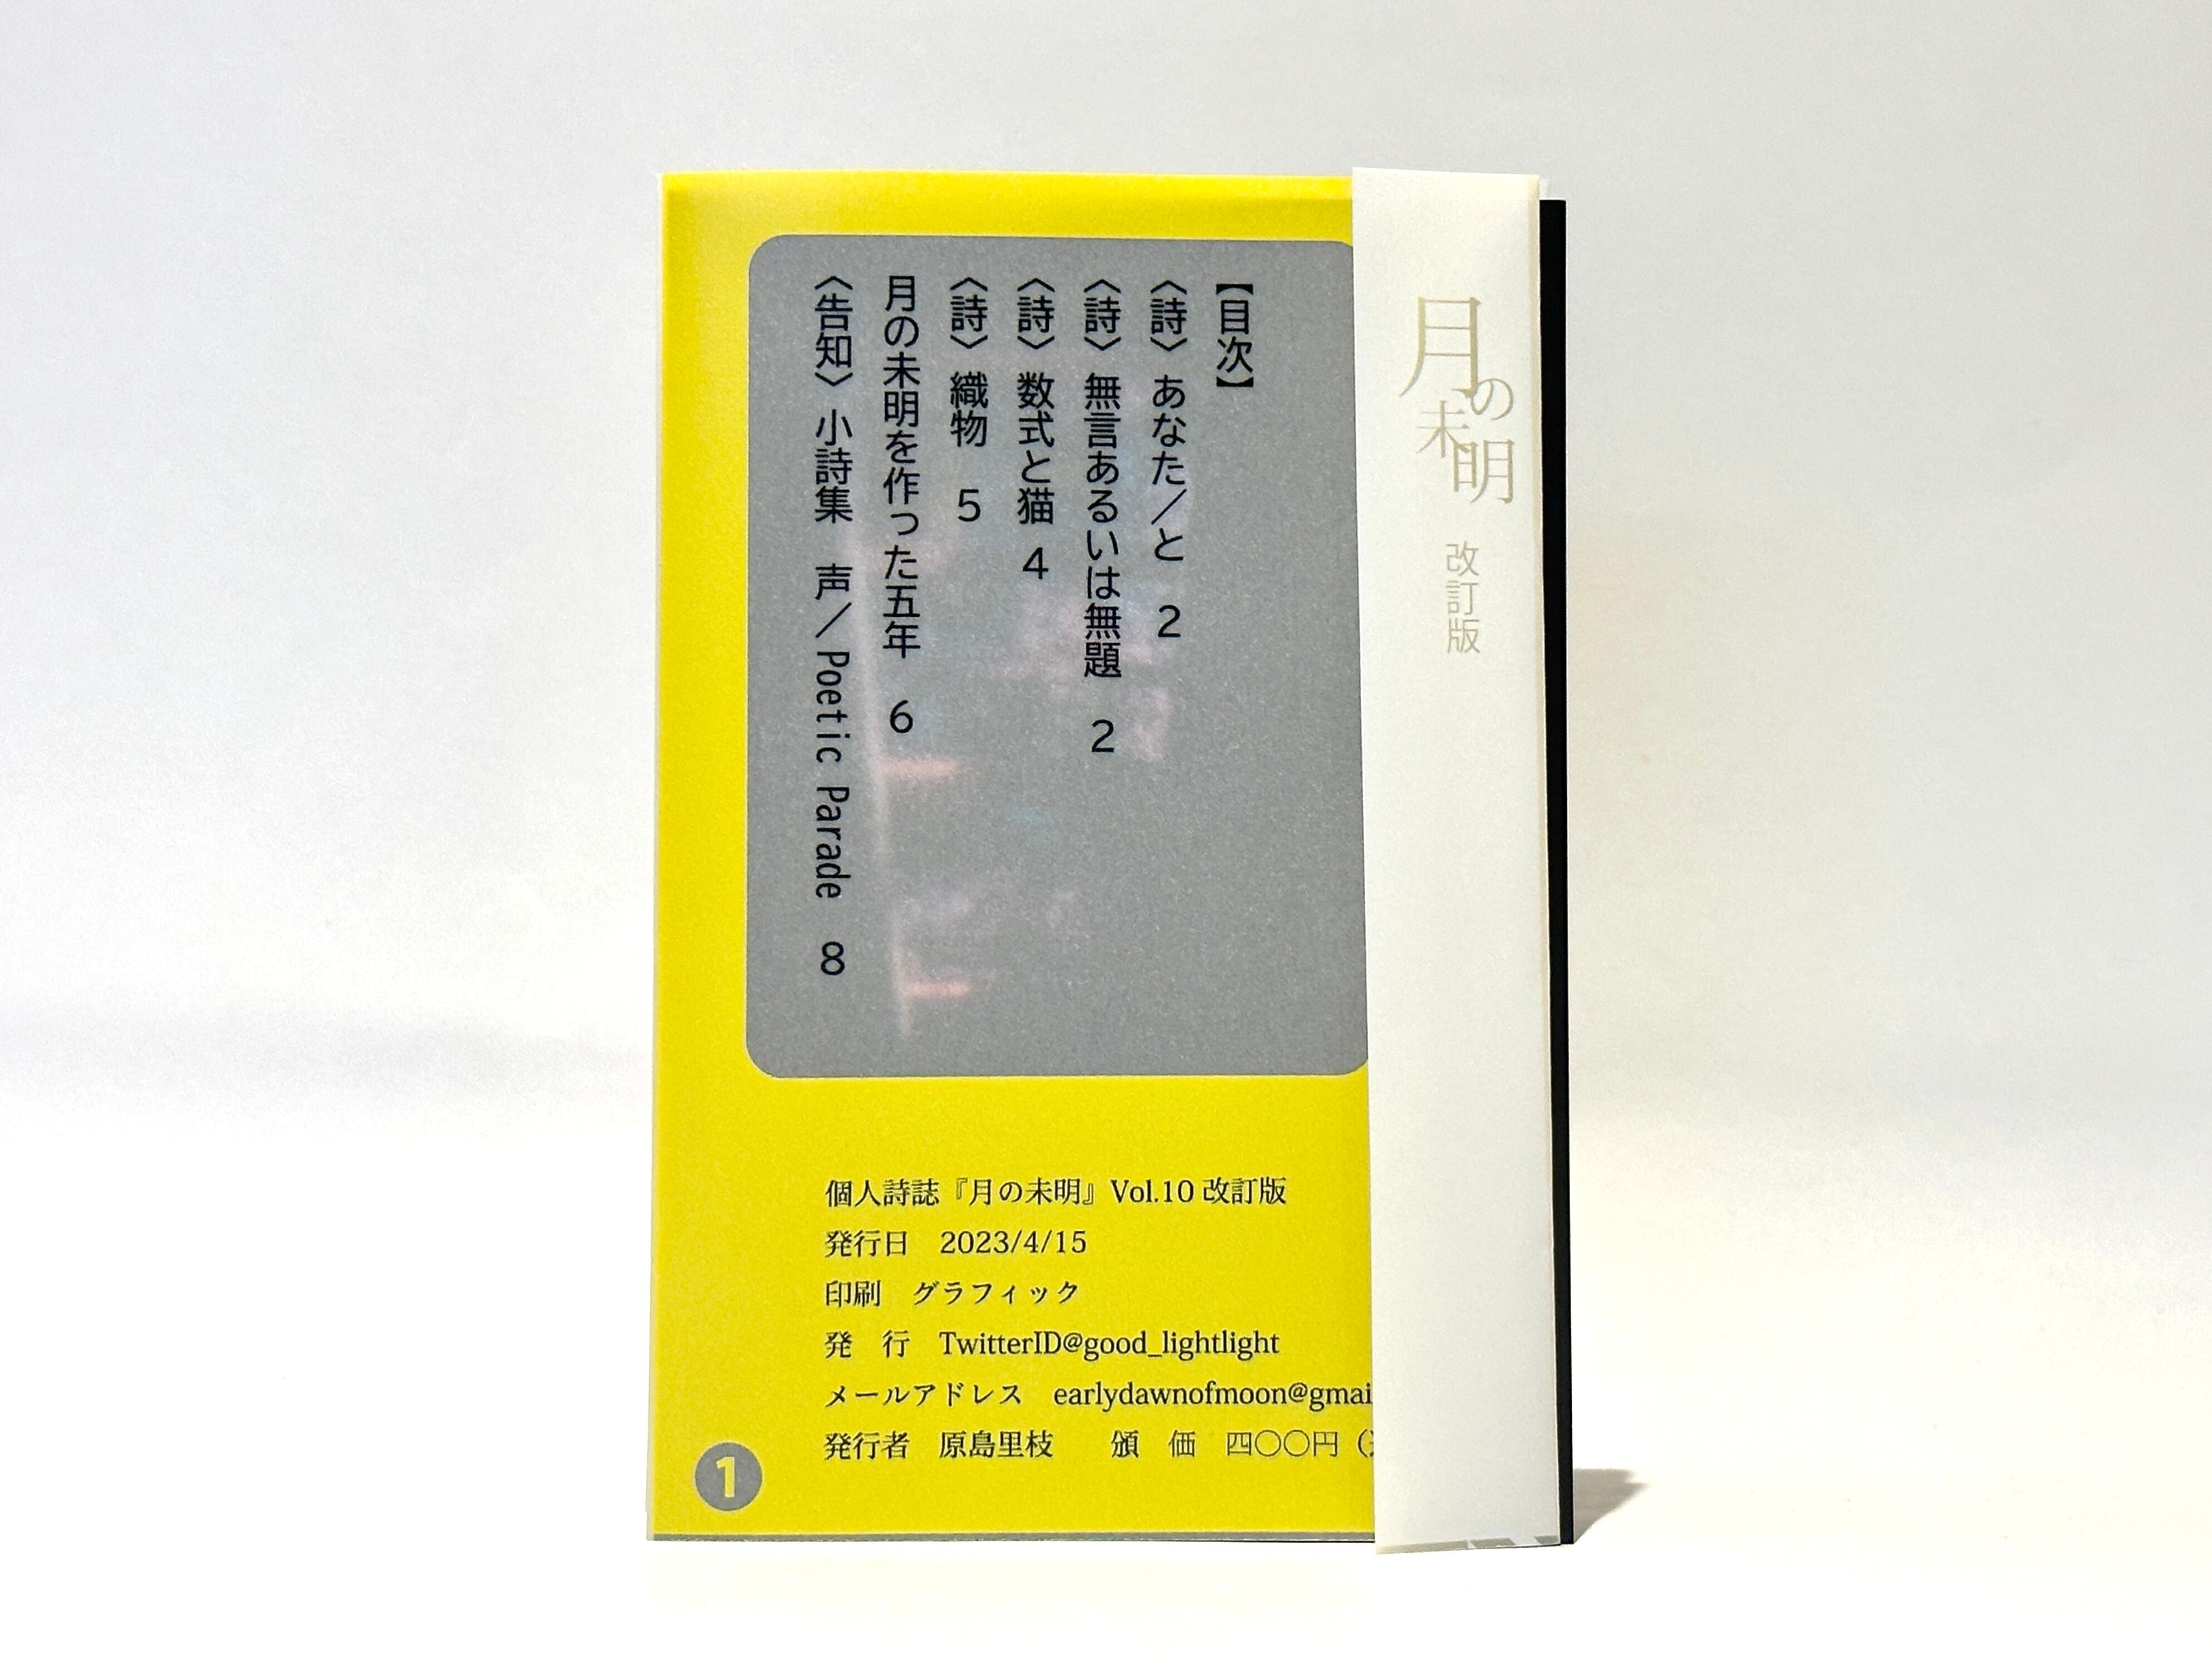 月の未明
改訂版
【目次】
〈詩〉 あなた／と 2
〈詩〉 無言あるいは無題 2
〈詩〉 数式と猫 4
〈詩〉 織物 5
月の未明を作った五年 6
〈告知〉 小詩集 声／Poetic Parade 8
個人詩誌『月の未明』Vol.10 改訂版
発行日 2023/4/15
印刷 グラフィック
発 行 TwitterID@good_lightlight
メールアドレス earlydawnofmoon@gmai
発行者 原島里枝 頒 価 四〇〇円（
1